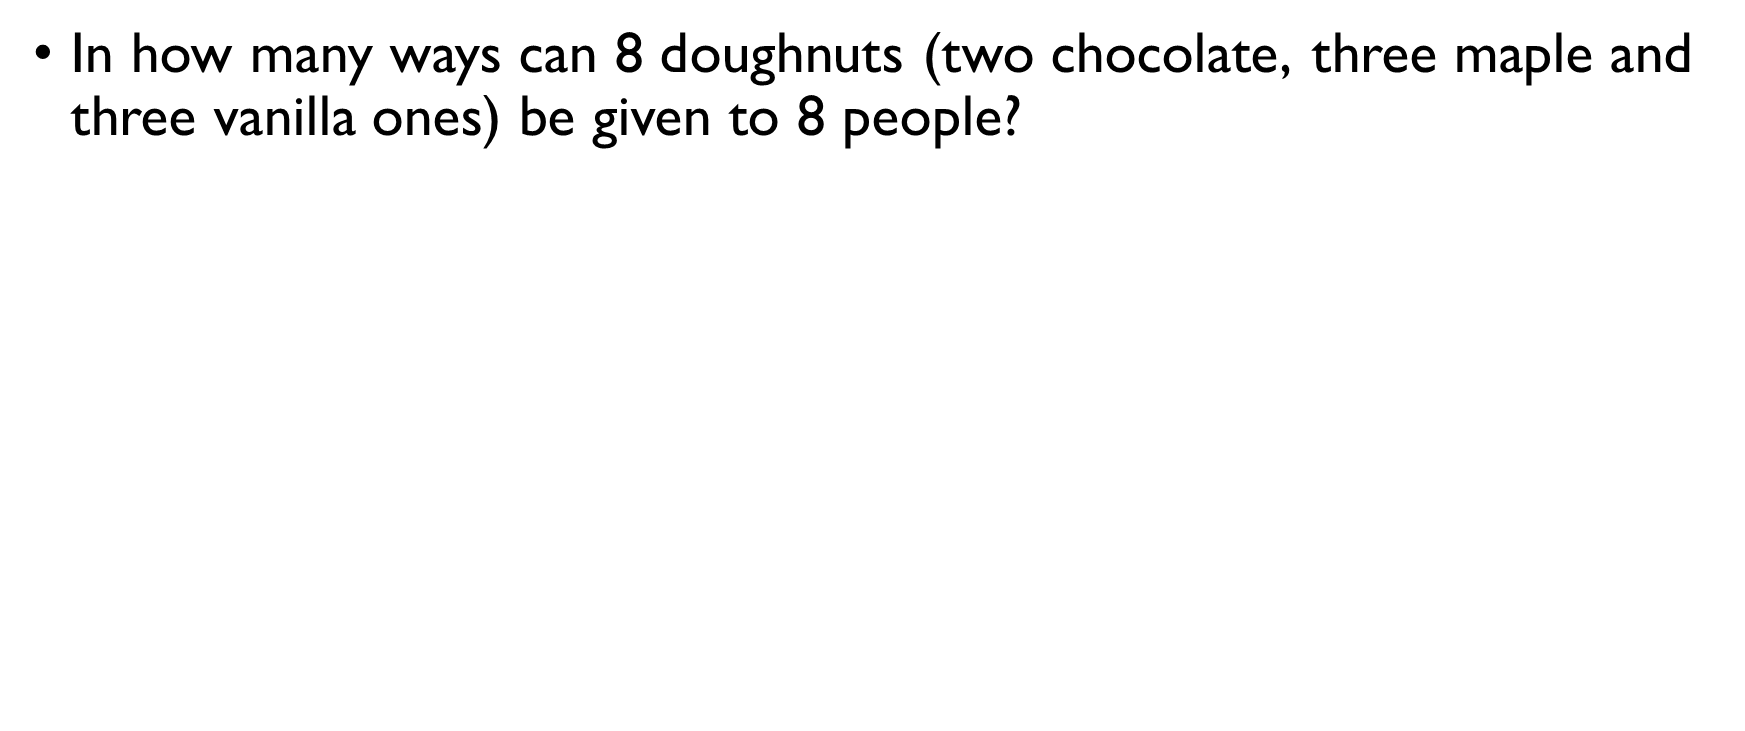 • In how many ways can 8 doughnuts (two chocolate, three maple and
three vanilla ones) be given to 8 people?